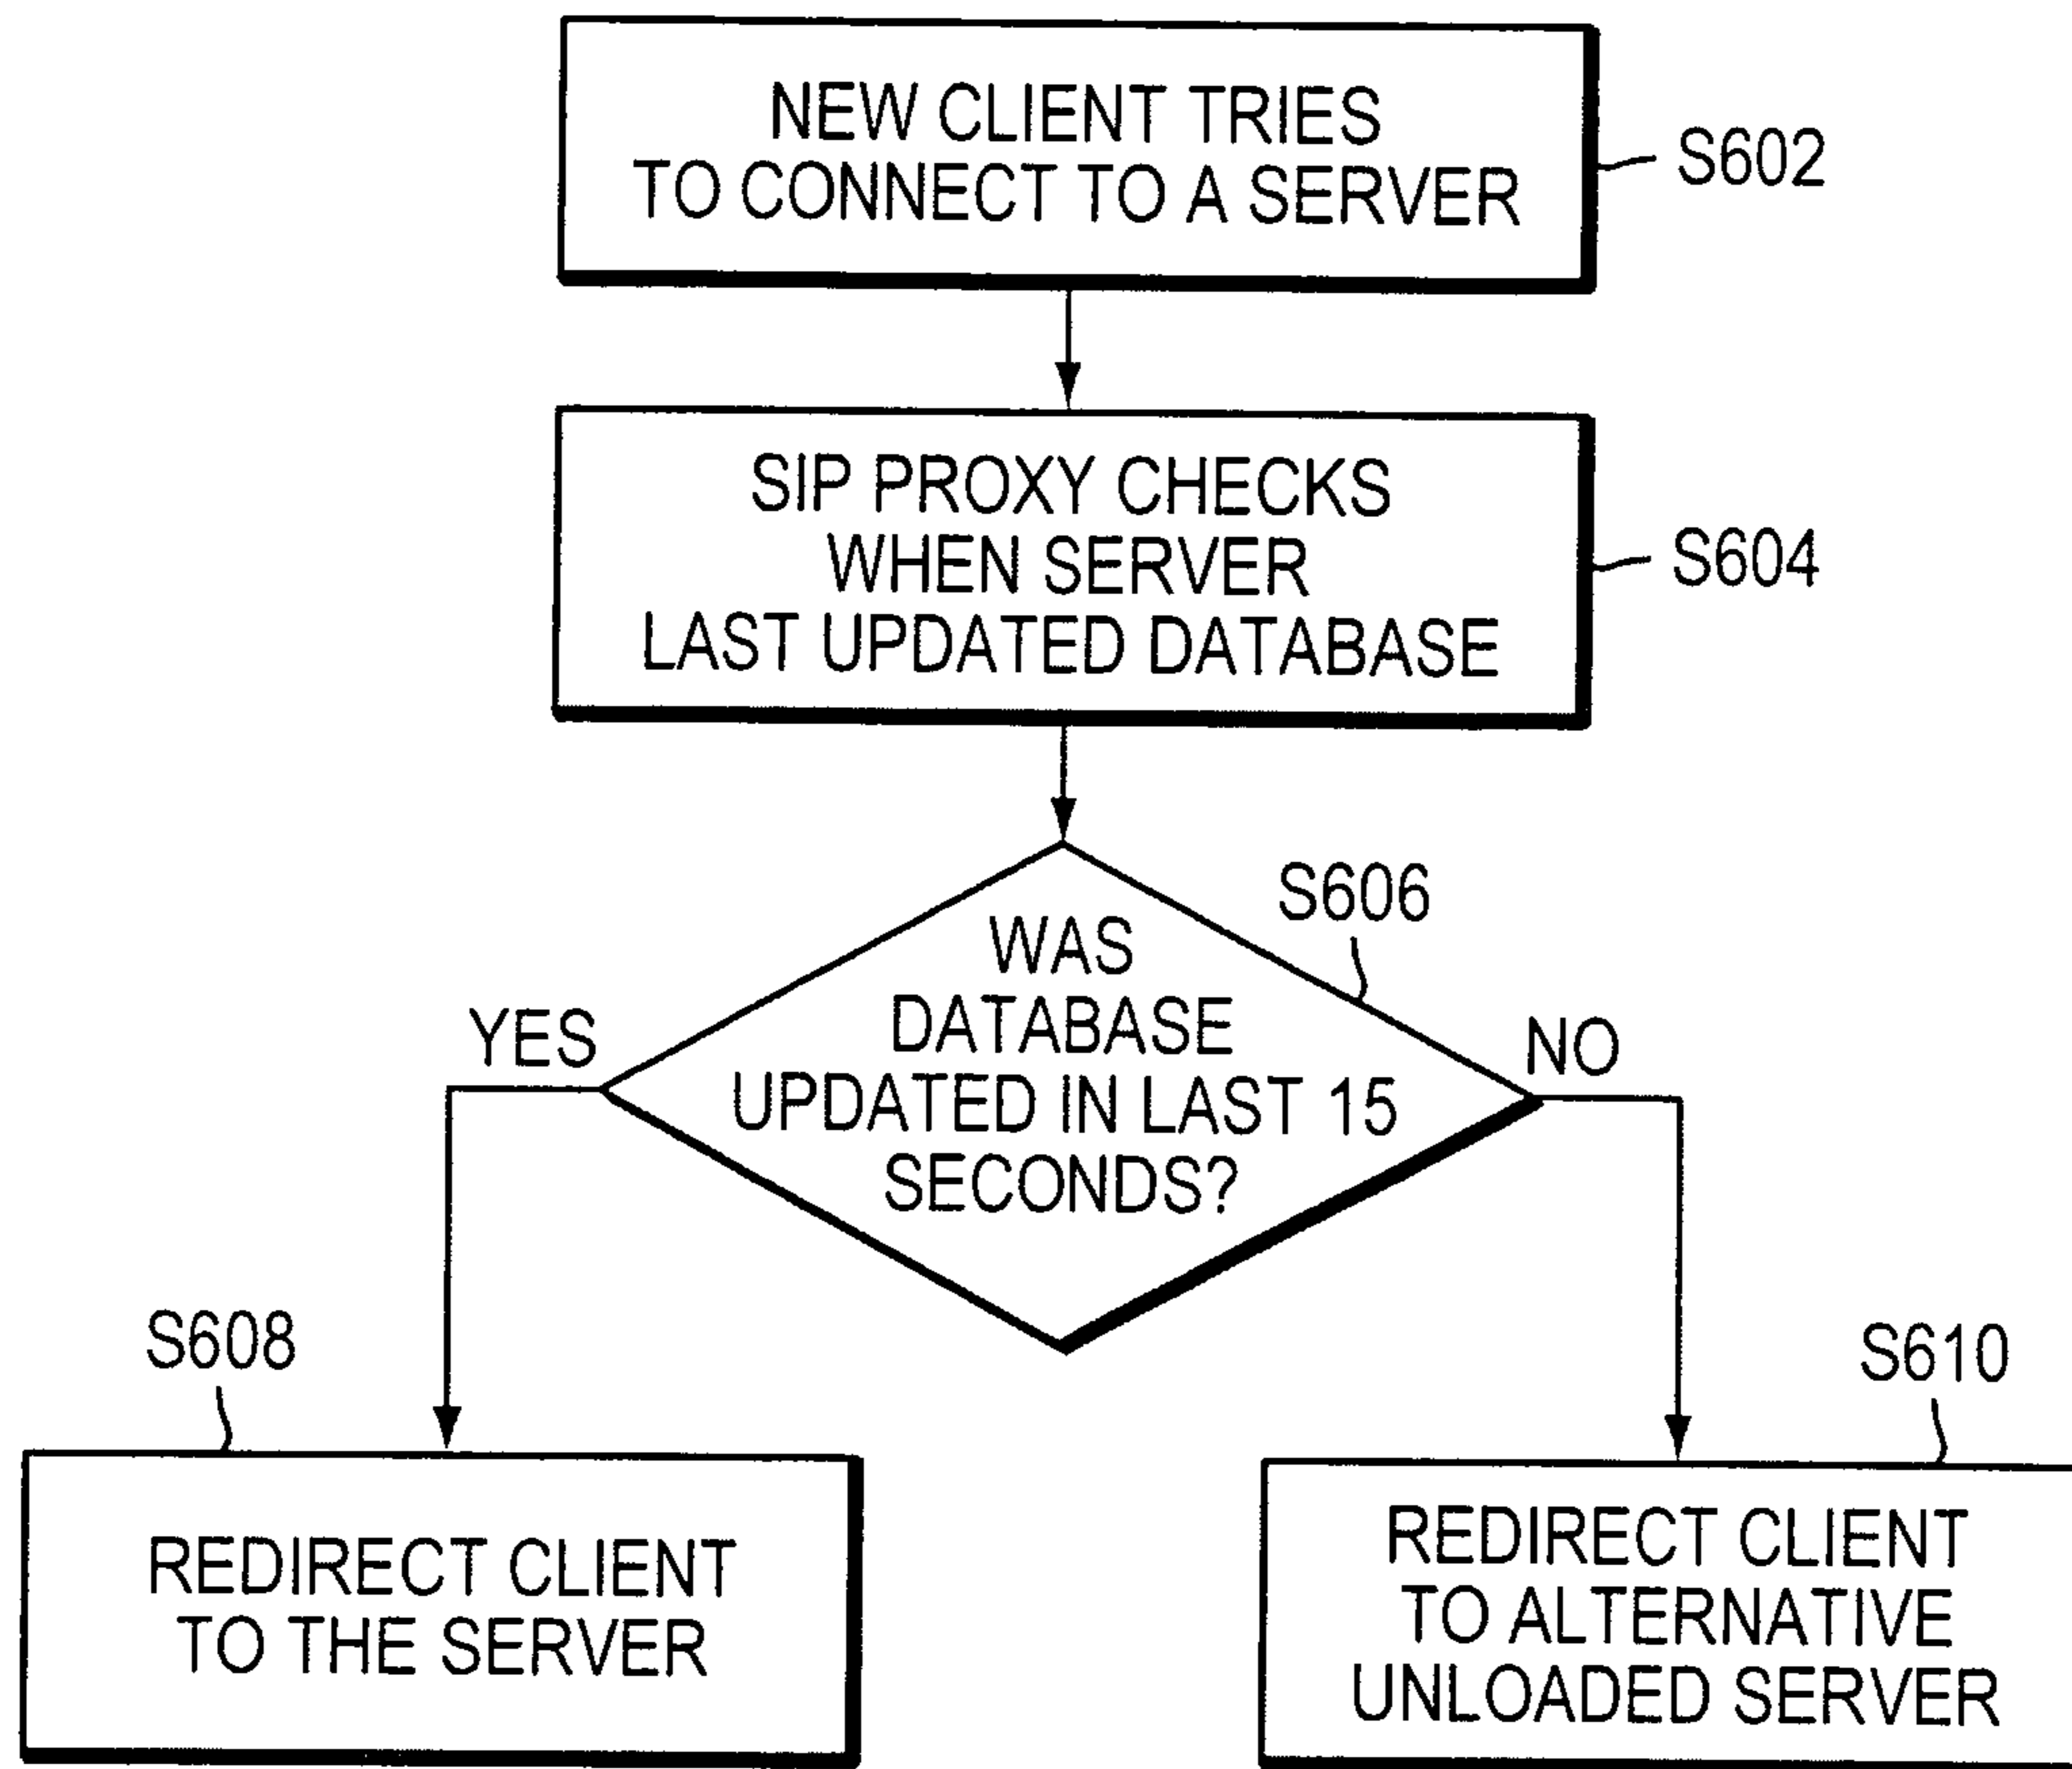 NEW CLIENT TRIES
TO CONNECT TO A SERVER
S602
SIP PROXY CHECKS
WHEN SERVER
LAST UPDATED DATABASE
S604
S606
WAS
DATABASE
UPDATED IN LAST 15
SECONDS?
YES
NO
S608
REDIRECT CLIENT
TO THE SERVER
S610
REDIRECT CLIENT
TO ALTERNATIVE
UNLOADED SERVER